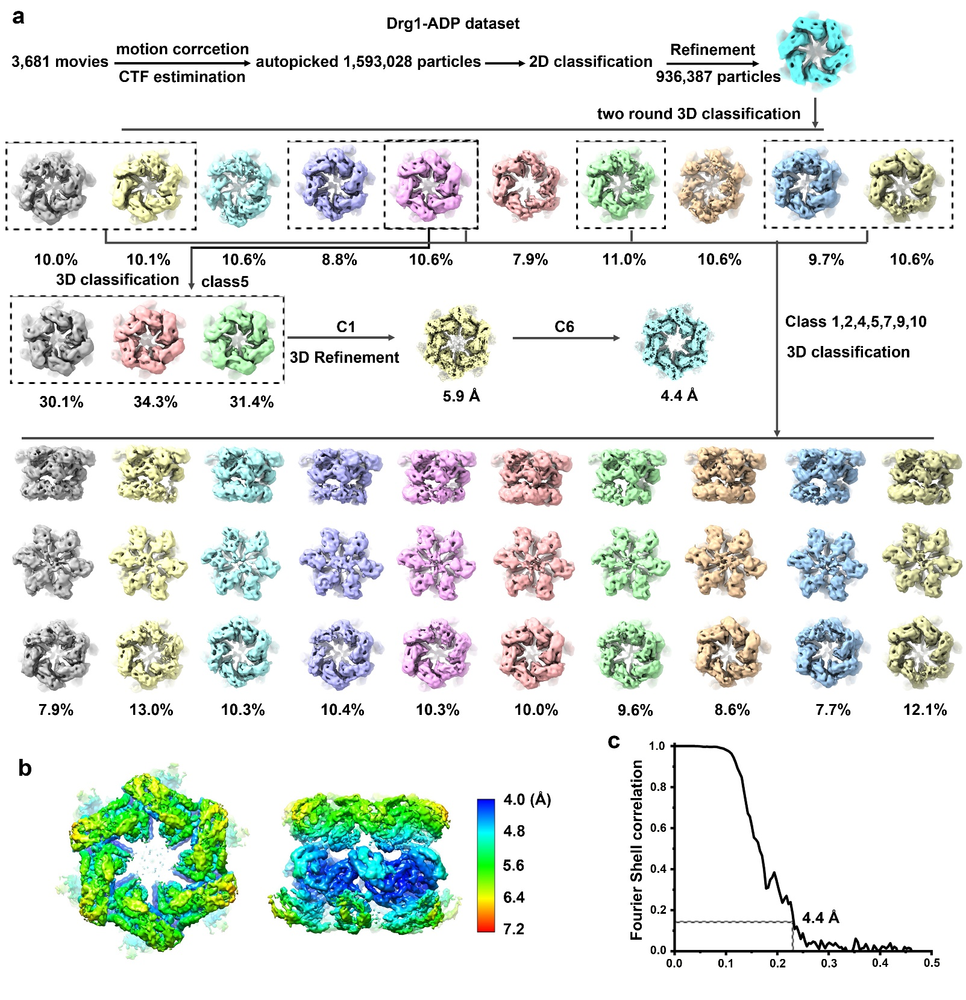 a
Drg1-ADP dataset
3,681 movies
motion corrcetion
CTF estimination
autopicked 1,593,028 particles
2D classification
Refinement
936,387 particles
two round 3D classification
10.0% 10.1% 10.6% 8.8% 10.6% 7.9% 11.0% 10.6% 9.7% 10.6%
3D classification class5
30.1% 34.3% 31.4%
C1
3D Refinement
5.9 Å
C6
4.4 Å
Class 1,2,4,5,7,9,10
3D classification
7.9% 13.0% 10.3% 10.4% 10.3% 10.0% 9.6% 8.6% 7.7% 12.1%
b
4.0 (Å)
4.8
5.6
6.4
7.2
c
Fourier Shell correlation
1.0
0.8
0.6
0.4
0.2
0.0
4.4 Å
0.0 0.1 0.2 0.3 0.4 0.5